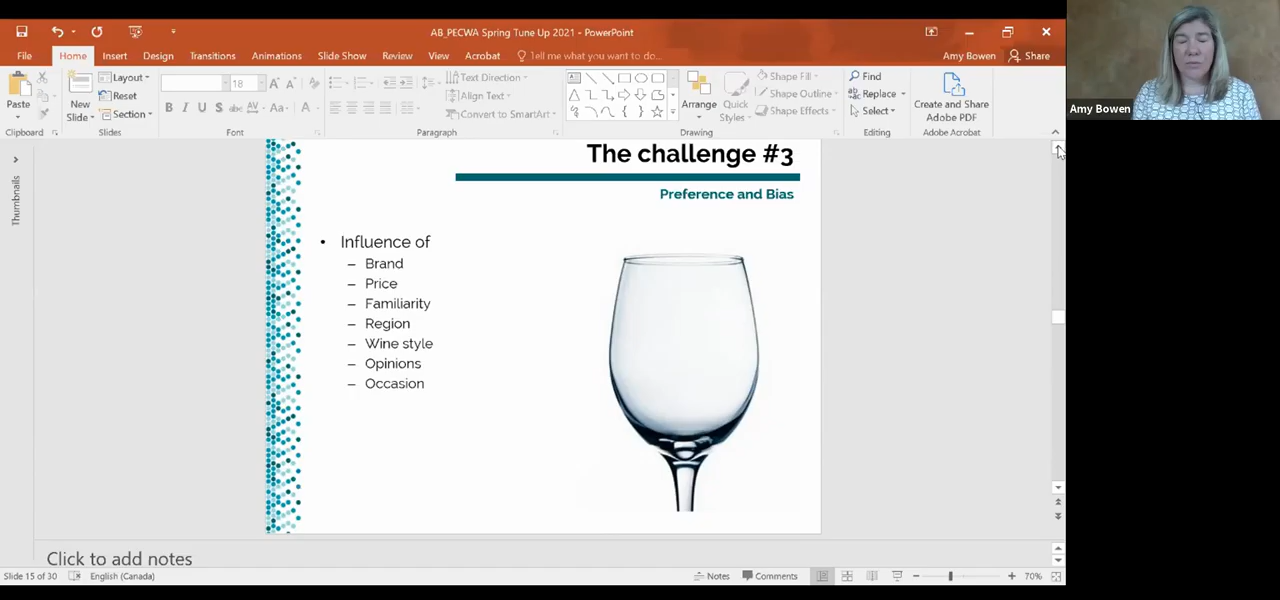 AB_PECWA Spring Tune Up 2021 - PowerPoint
File Home Insert Design Transitions Animations Slide Show Review View Acrobat Tell me what you want to do... Amy Bowen Share
Paste
Clipboard
New
Slide
Layout
Reset
Section
Slides
18
B I U S abc AV Aa A
Font
Text Direction
Align Text
Convert to SmartArt
Paragraph
Arrange
Quick
Styles
Shape Fill
Shape Outline
Shape Effects
Drawing
Find
Replace
Select
Editing
Create and Share
Adobe PDF
Adobe Acrobat
Amy Bowen
Thumbnails
The challenge #3
Preference and Bias
• Influence of
– Brand
– Price
– Familiarity
– Region
– Wine style
– Opinions
– Occasion
Click to add notes
Slide 15 of 30 English (Canada) Notes Comments 70%